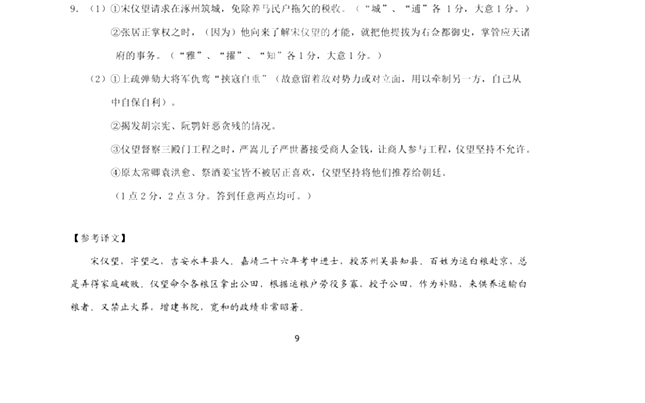 9. （1）①宋仪望请求在涿州筑城，免除养马民户拖欠的税收。（“城”、“逋”各 1分，大意 1分。）
②张居正掌权之时，（因为）他向来了解宋仪望的才能，就把他提拔为右佥都御史，掌管应天诸
府的事务。（“雅”、“擢”、“知”各 1 分，大意 1分。）
（2）①上疏弹劾大将军仇鸾“挟寇自重”（故意留着敌对势力或对立面，用以牵制另一方，自己从
中自保自利）。
②揭发胡宗宪、阮鹗奸恶贪残的情况。
③仪望督察三殿门工程之时，严嵩儿子严世蕃接受商人金钱，让商人参与工程，仪望坚持不允许。
④原太常卿袁洪愈、祭酒姜宝皆不被居正喜欢，仪望坚持将他们推荐给朝廷。
（1 点 2 分，2 点 3 分。答到任意两点均可。）
【参考译文】
宋仪望，字望之，吉安永丰县人。嘉靖二十六年考中进士，授苏州吴县知县。百姓为运白粮赴京，总
是弄得家庭破败。仪望命令各粮区拿出公田，根据运粮户劳役多寡，授予公田，作为补贴，来供养运输白
粮者。又禁止火葬，增建书院，宽和的政绩非常昭著。
9